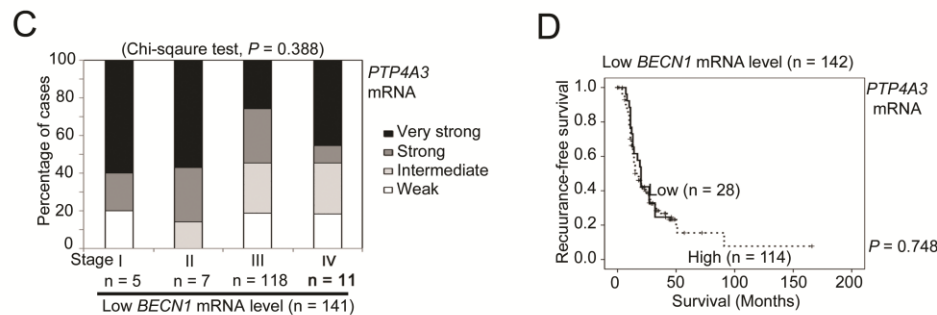 C
(Chi-sqaure test, P = 0.388)
100
80
60
40
20
0
Percentage of cases
PTP4A3
mRNA
Very strong
Strong
Intermediate
Weak
Stage I II III IV
n = 5 n = 7 n = 118 n = 11
Low BECN1 mRNA level (n = 141)
D
Low BECN1 mRNA level (n = 142)
PTP4A3
mRNA
1.0
0.8
0.6
0.4
0.2
0.0
Recuurance-free survival
Low (n = 28)
High (n = 114)
P = 0.748
0 50 100 150 200
Survival (Months)